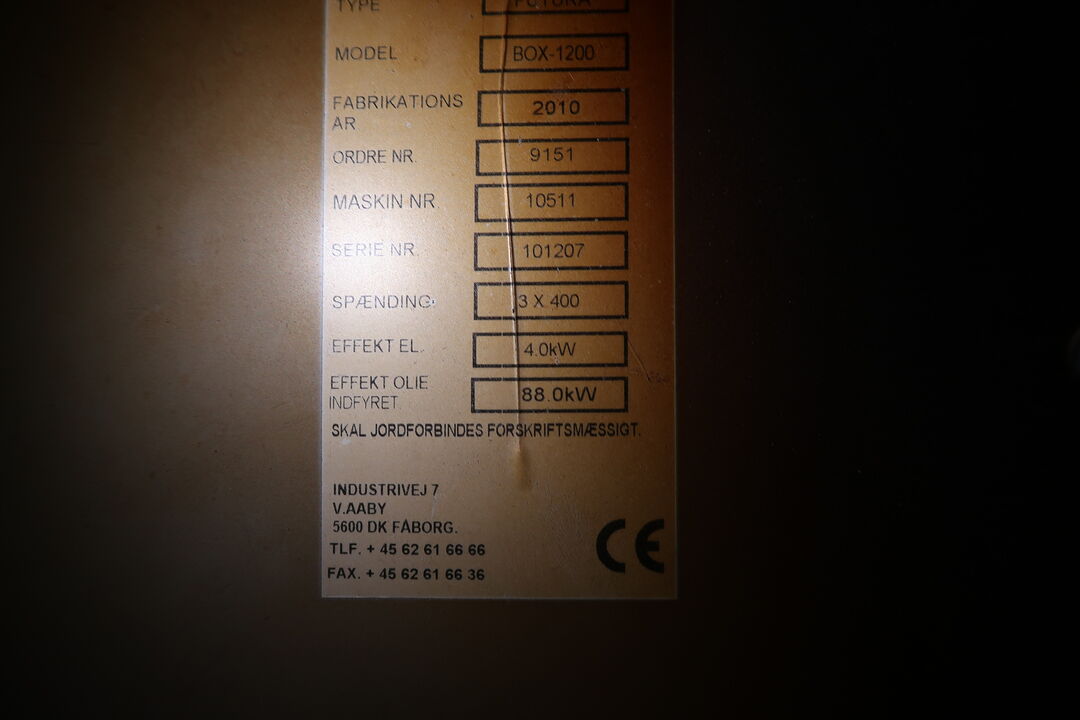 TYPE FUTURA
MODEL BOX-1200
FABRIKATIONS 2010
AR
ORDRE NR. 9151
MASKIN NR. 10511
SERIE NR. 101207
SPÆNDING: 3 X 400
EFFEKT EL. 4.0kW
EFFEKT OLIE 88.0kW
INDFYRET.
SKAL JORDFORBINDES FORSKRIFTSMÆSSIGT.
INDUSTRIVEJ 7
V.AABY
5600 DK FÅBORG.
TLF. + 45 62 61 66 66
FAX. + 45 62 61 66 36
CE